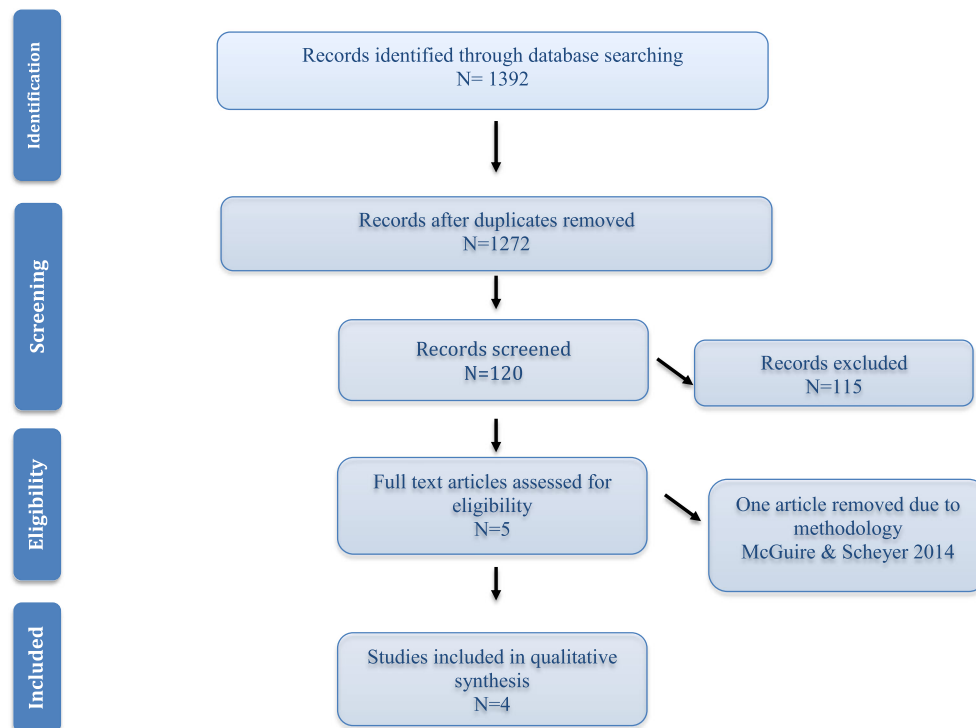 Identification
Records identified through database searching
N= 1392
Screening
Records after duplicates removed
N=1272
Records screened
N=120
Records excluded
N=115
Eligibility
Full text articles assessed for
eligibility
N=5
One article removed due to
methodology
McGuire & Scheyer 2014
Included
Studies included in qualitative
synthesis
N=4